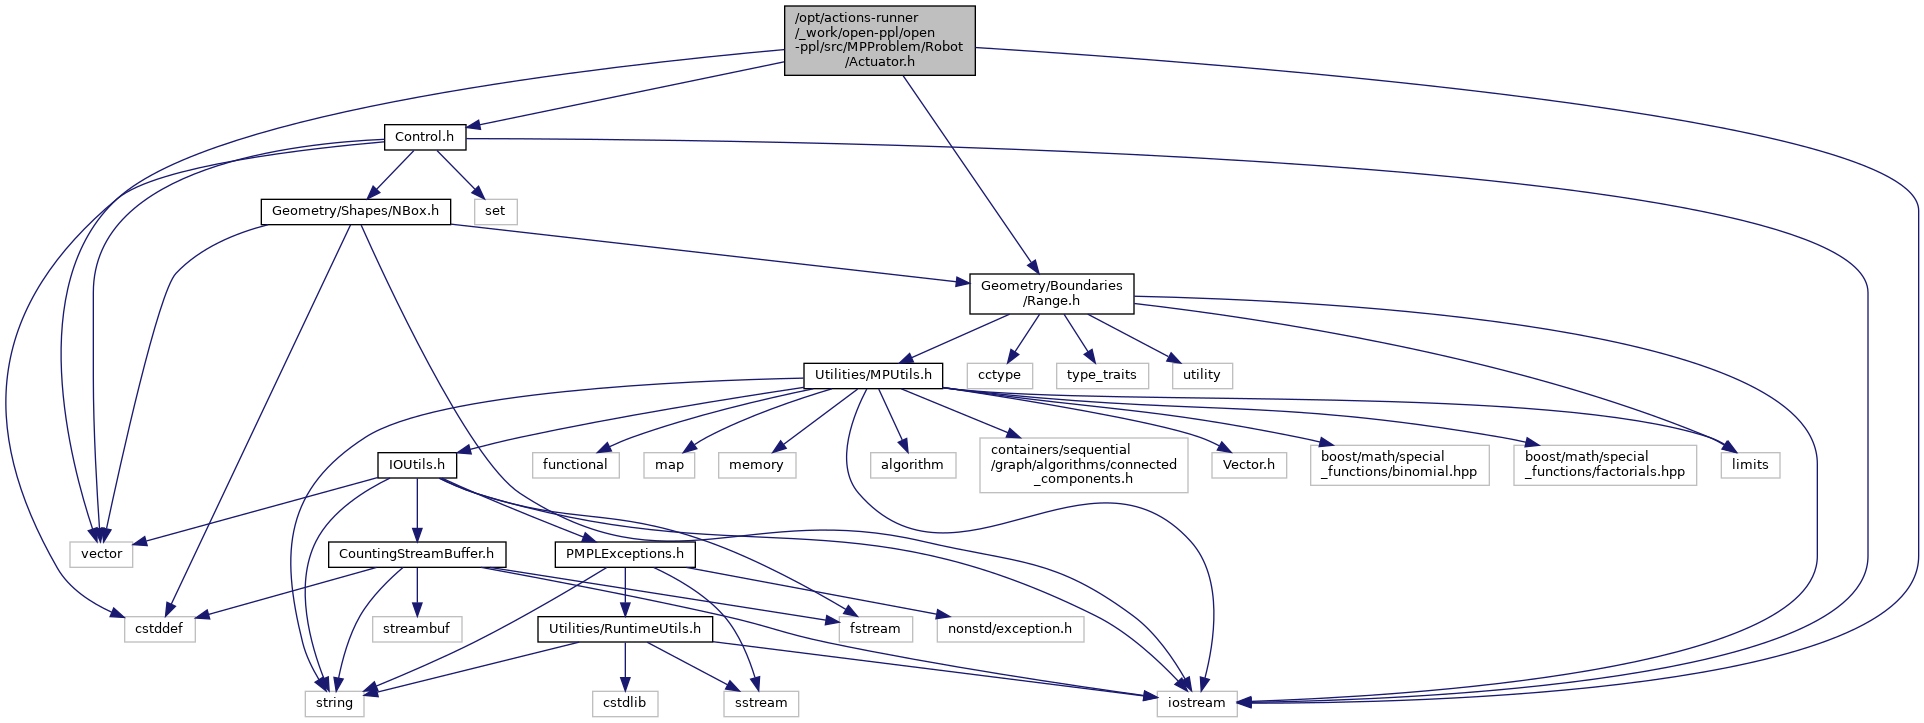 /opt/actions-runner
/_work/open-ppl/open
-ppl/src/MPProblem/Robot
/Actuator.h
Control.h
Geometry/Shapes/NBox.h
set
Geometry/Boundaries
/Range.h
Utilities/MPUtils.h
cctype
type_traits
utility
IOUtils.h
functional
map
memory
algorithm
containers/sequential
/graph/algorithms/connected
_components.h
Vector.h
boost/math/special
_functions/binomial.hpp
boost/math/special
_functions/factorials.hpp
limits
vector
CountingStreamBuffer.h
PMPLExceptions.h
cstddef
streambuf
Utilities/RuntimeUtils.h
fstream
nonstd/exception.h
string
cstdlib
sstream
iostream